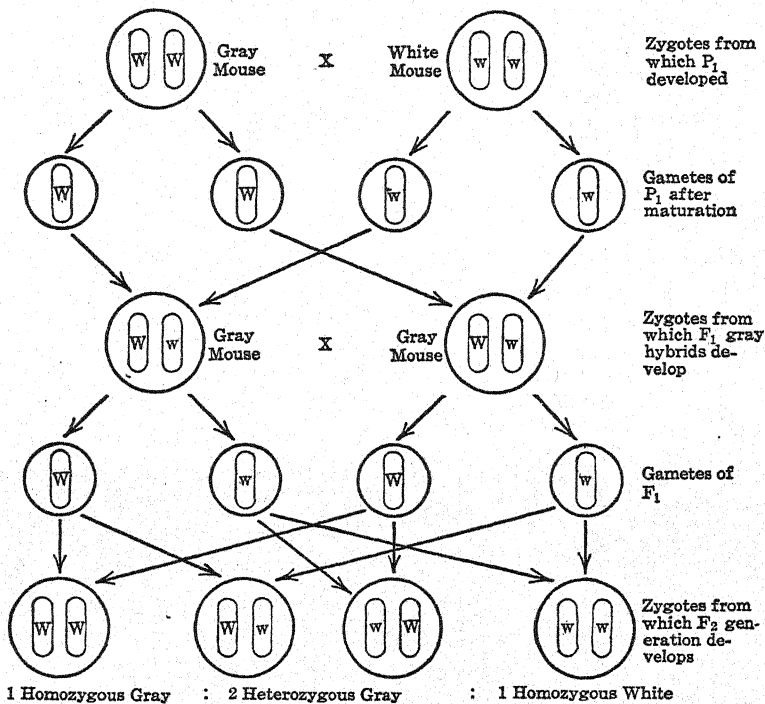 W W
Gray
Mouse
X
White
Mouse
w w
Zygotes from
which P₁
developed
W
W
w
w
Gametes of
P₁ after
maturation
W w
Gray
Mouse
X
Gray
Mouse
W w
Zygotes from
which F₁ gray
hybrids de-
velop
W
w
W
w
Gametes of
F₁
W W
W w
w W
w w
Zygotes from
which F₂ gen-
eration de-
velops
1 Homozygous Gray : 2 Heterozygous Gray : 1 Homozygous White